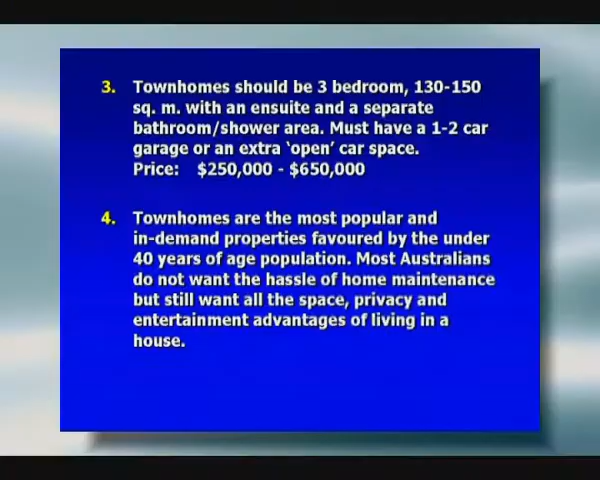 3. Townhomes should be 3 bedroom, 130-150
sq. m. with an ensuite and a separate
bathroom/shower area. Must have a 1-2 car
garage or an extra ‘open’ car space.
Price: $250,000 - $650,000
4. Townhomes are the most popular and
in-demand properties favoured by the under
40 years of age population. Most Australians
do not want the hassle of home maintenance
but still want all the space, privacy and
entertainment advantages of living in a
house.